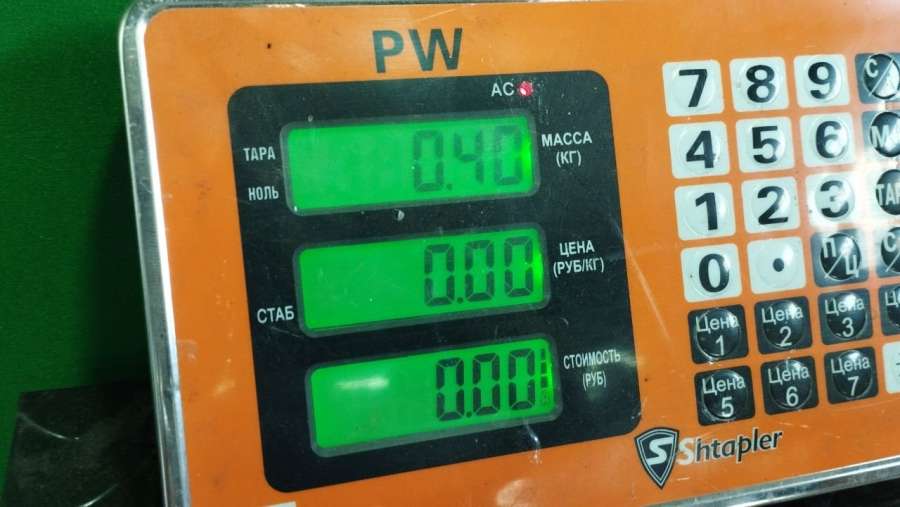 PW
AC
ТАРА
НОЛЬ
0.40
МАССА
(КГ)
СТАБ
0.00
ЦЕНА
(РУБ/КГ)
0.00
СТОИМОСТЬ
(РУБ)
7 8 9 С
4 5 6
1 2 3
0 . П/Ц
Цена 1 Цена 2 Цена 3
Цена 5 Цена 6 Цена 7
Shtapler